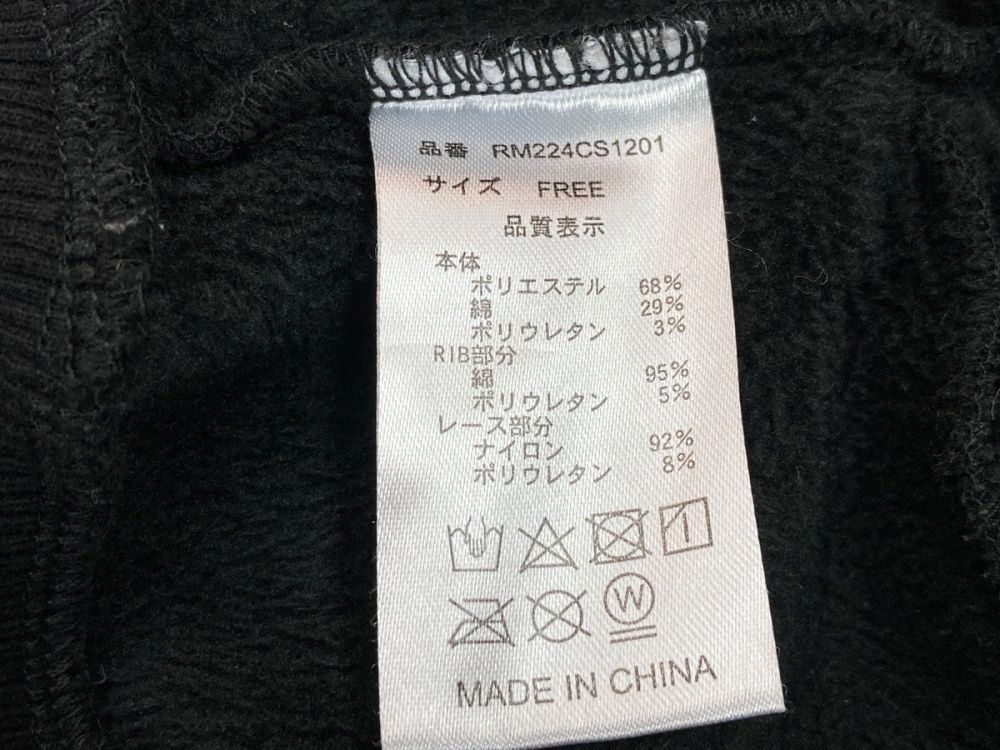 品番 RM224CS1201
サイズ FREE
品質表示
本体
ポリエステル 68%
綿 29%
ポリウレタン 3%
RIB部分
綿 95%
ポリウレタン 5%
レース部分
ナイロン 92%
ポリウレタン 8%
W
MADE IN CHINA